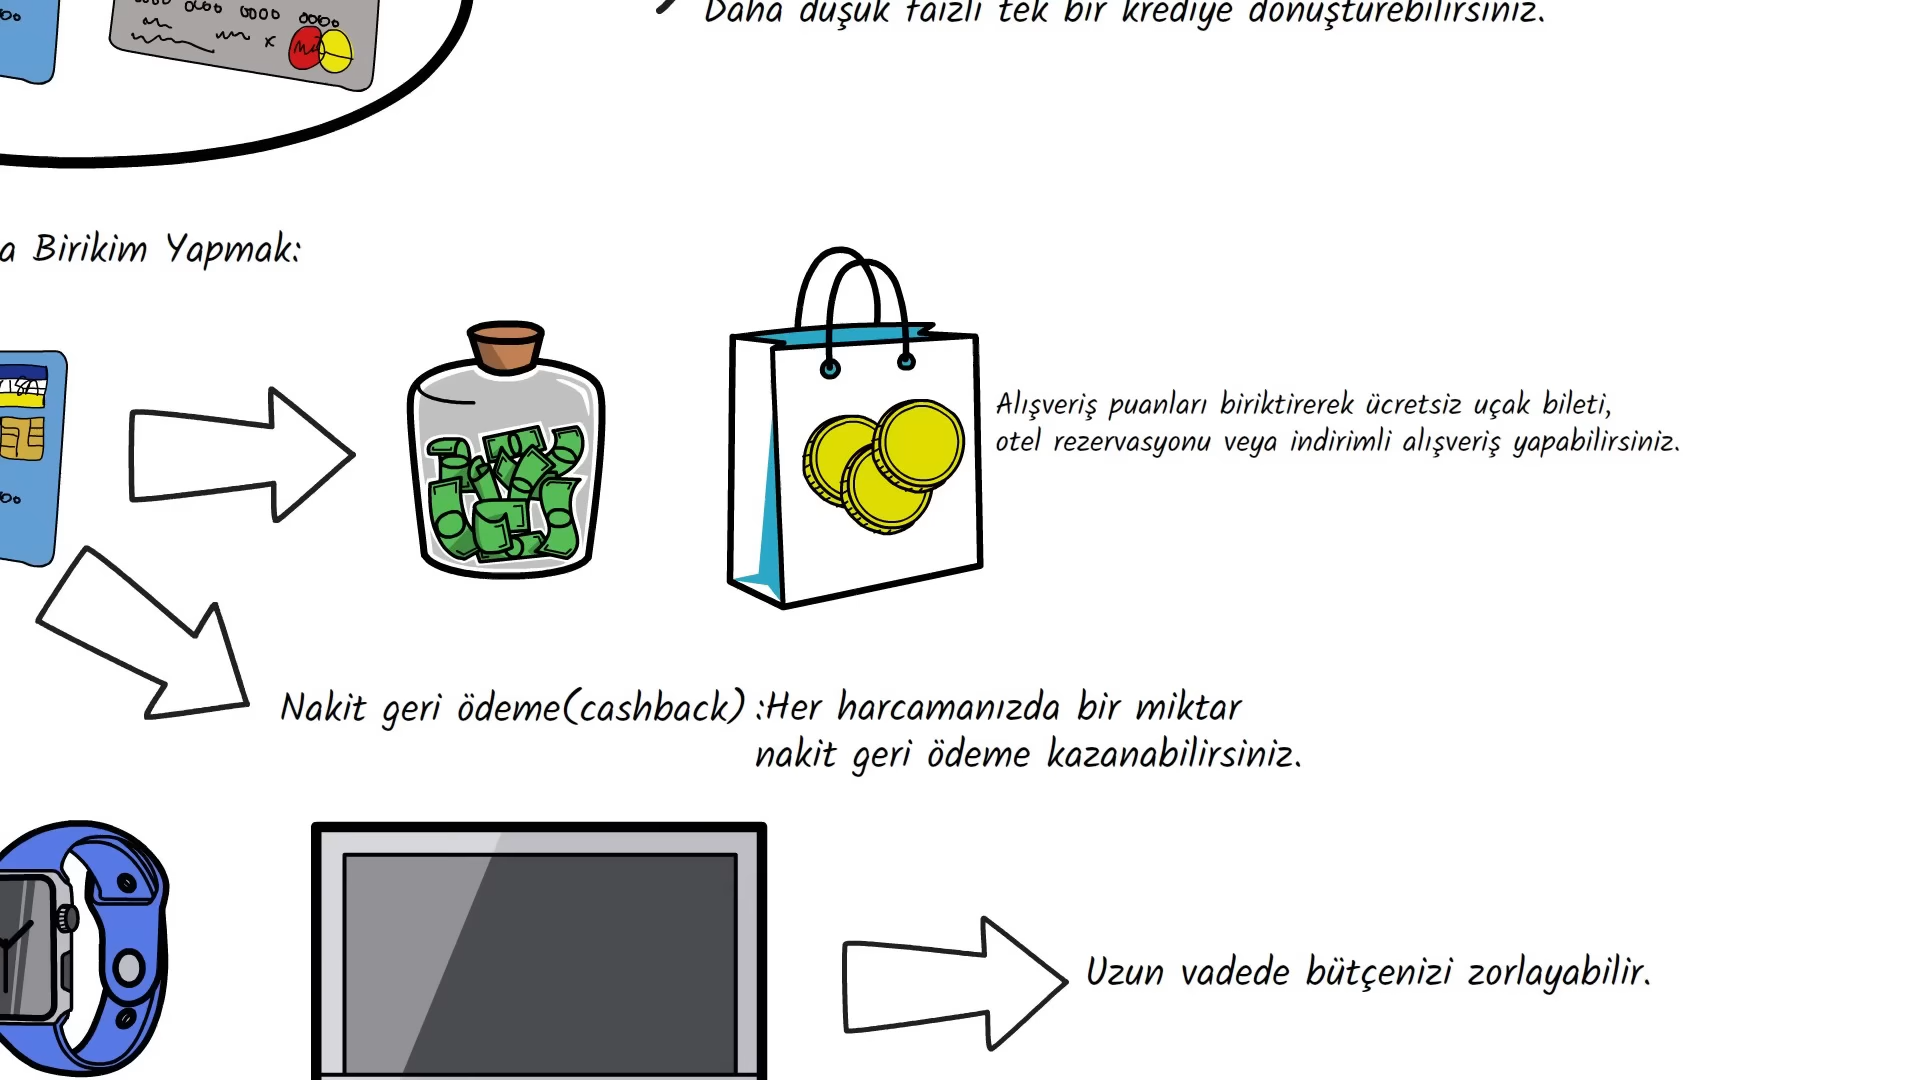 Daha düşük faizli tek bir krediye dönüştürebilirsiniz.
a Birikim Yapmak:
Alışveriş puanları biriktirerek ücretsiz uçak bileti,
otel rezervasyonu veya indirimli alışveriş yapabilirsiniz.
Nakit geri ödeme(cashback) :Her harcamanızda bir miktar
nakit geri ödeme kazanabilirsiniz.
Uzun vadede bütçenizi zorlayabilir.